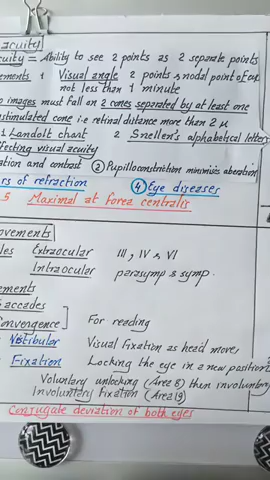 acuity
cuity = Ability to see 2 points as 2 separate points
ements 1 Visual angle 2 points & nodal point of eye
not less than 1 minute
o images must fall on 2 cones separated by at least one
nstimulated cone i.e retinal distance more than 2 μ
1 Landolt chart 2 Snellen's alphabetical letters
ffecting visual acuity
ation and contrast ② Pupilloconstriction minimises aberration
rs of refraction ④ Eye diseases
5 Maximal at fovea centralis
ovements
les Extraocular III, IV & VI
Intraocular parasymp & symp.
ements
accades
Convergence] For reading
Vestibular Visual fixation as head moves
Fixation Locking the eye in a new position
Voluntary unlocking (Area 8) then involuntary
Involuntary Fixation (Area 19)
Conjugate deviation of both eyes